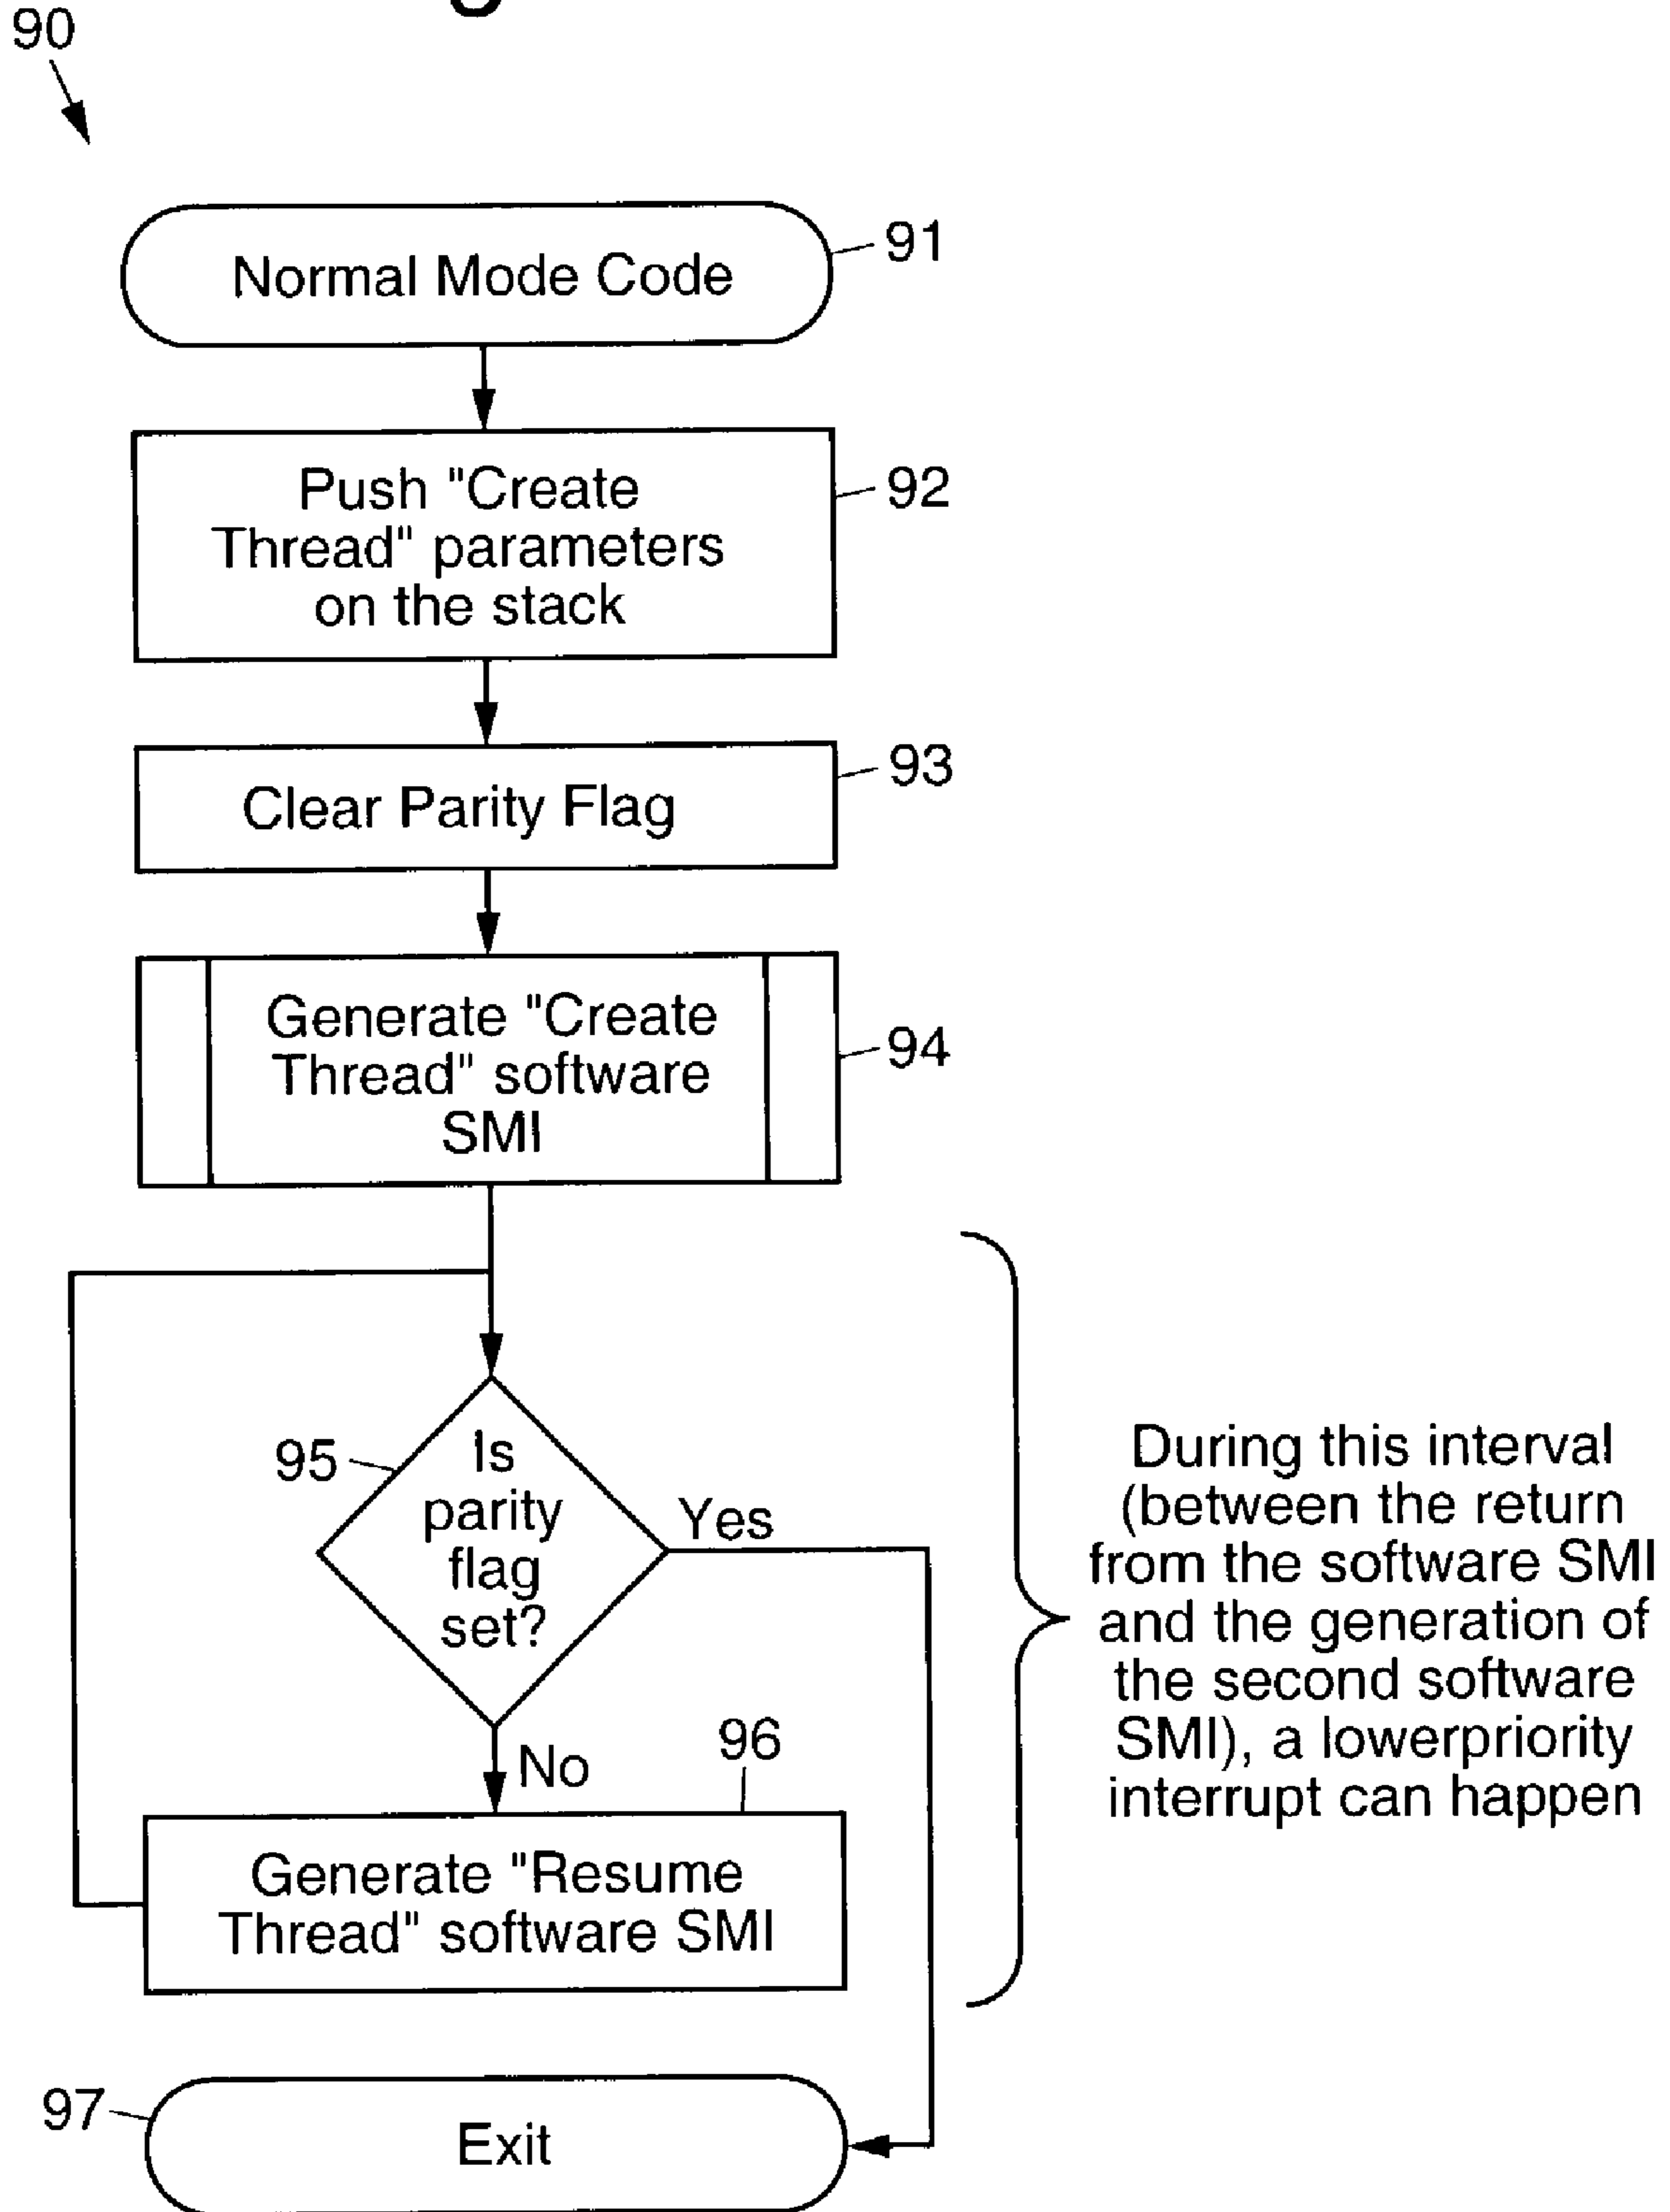 90
Normal Mode Code
91
Push "Create
Thread" parameters
on the stack
92
Clear Parity Flag
93
Generate "Create
Thread" software
SMI
94
95
Is
parity
flag
set?
Yes
No
96
Generate "Resume
Thread" software SMI
During this interval
(between the return
from the software SMI
and the generation of
the second software
SMI), a lowerpriority
interrupt can happen
97
Exit